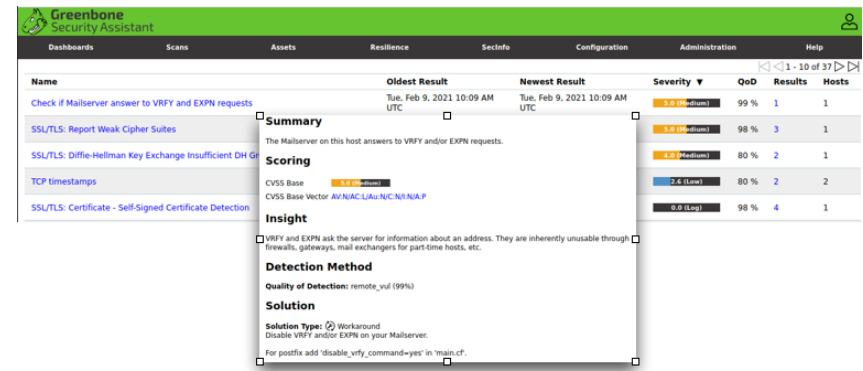 Greenbone
Security Assistant
Dashboards Scans Assets Resilience SecInfo Configuration Administration Help
1 - 10 of 37
Name Oldest Result Newest Result Severity ▼ QoD Results Hosts
Check if Mailserver answer to VRFY and EXPN requests Tue, Feb 9, 2021 10:09 AM UTC Tue, Feb 9, 2021 10:09 AM UTC 5.0 (Medium) 99 % 1 1
SSL/TLS: Report Weak Cipher Suites 5.0 (Medium) 98 % 3 1
SSL/TLS: Diffie-Hellman Key Exchange Insufficient DH Gr 4.0 (Medium) 80 % 2 1
TCP timestamps 2.6 (Low) 80 % 2 2
SSL/TLS: Certificate - Self-Signed Certificate Detection 0.0 (Log) 98 % 4 1
Summary
The Mailserver on this host answers to VRFY and/or EXPN requests.
Scoring
CVSS Base 5.0 (Medium)
CVSS Base Vector AV:N/AC:L/Au:N/C:N/I:N/A:P
Insight
VRFY and EXPN ask the server for information about an address. They are inherently unusable through
firewalls, gateways, mail exchangers for part-time hosts, etc.
Detection Method
Quality of Detection: remote_vul (99%)
Solution
Solution Type: Workaround
Disable VRFY and/or EXPN on your Mailserver.
For postfix add 'disable_vrfy_command=yes' in 'main.cf'.